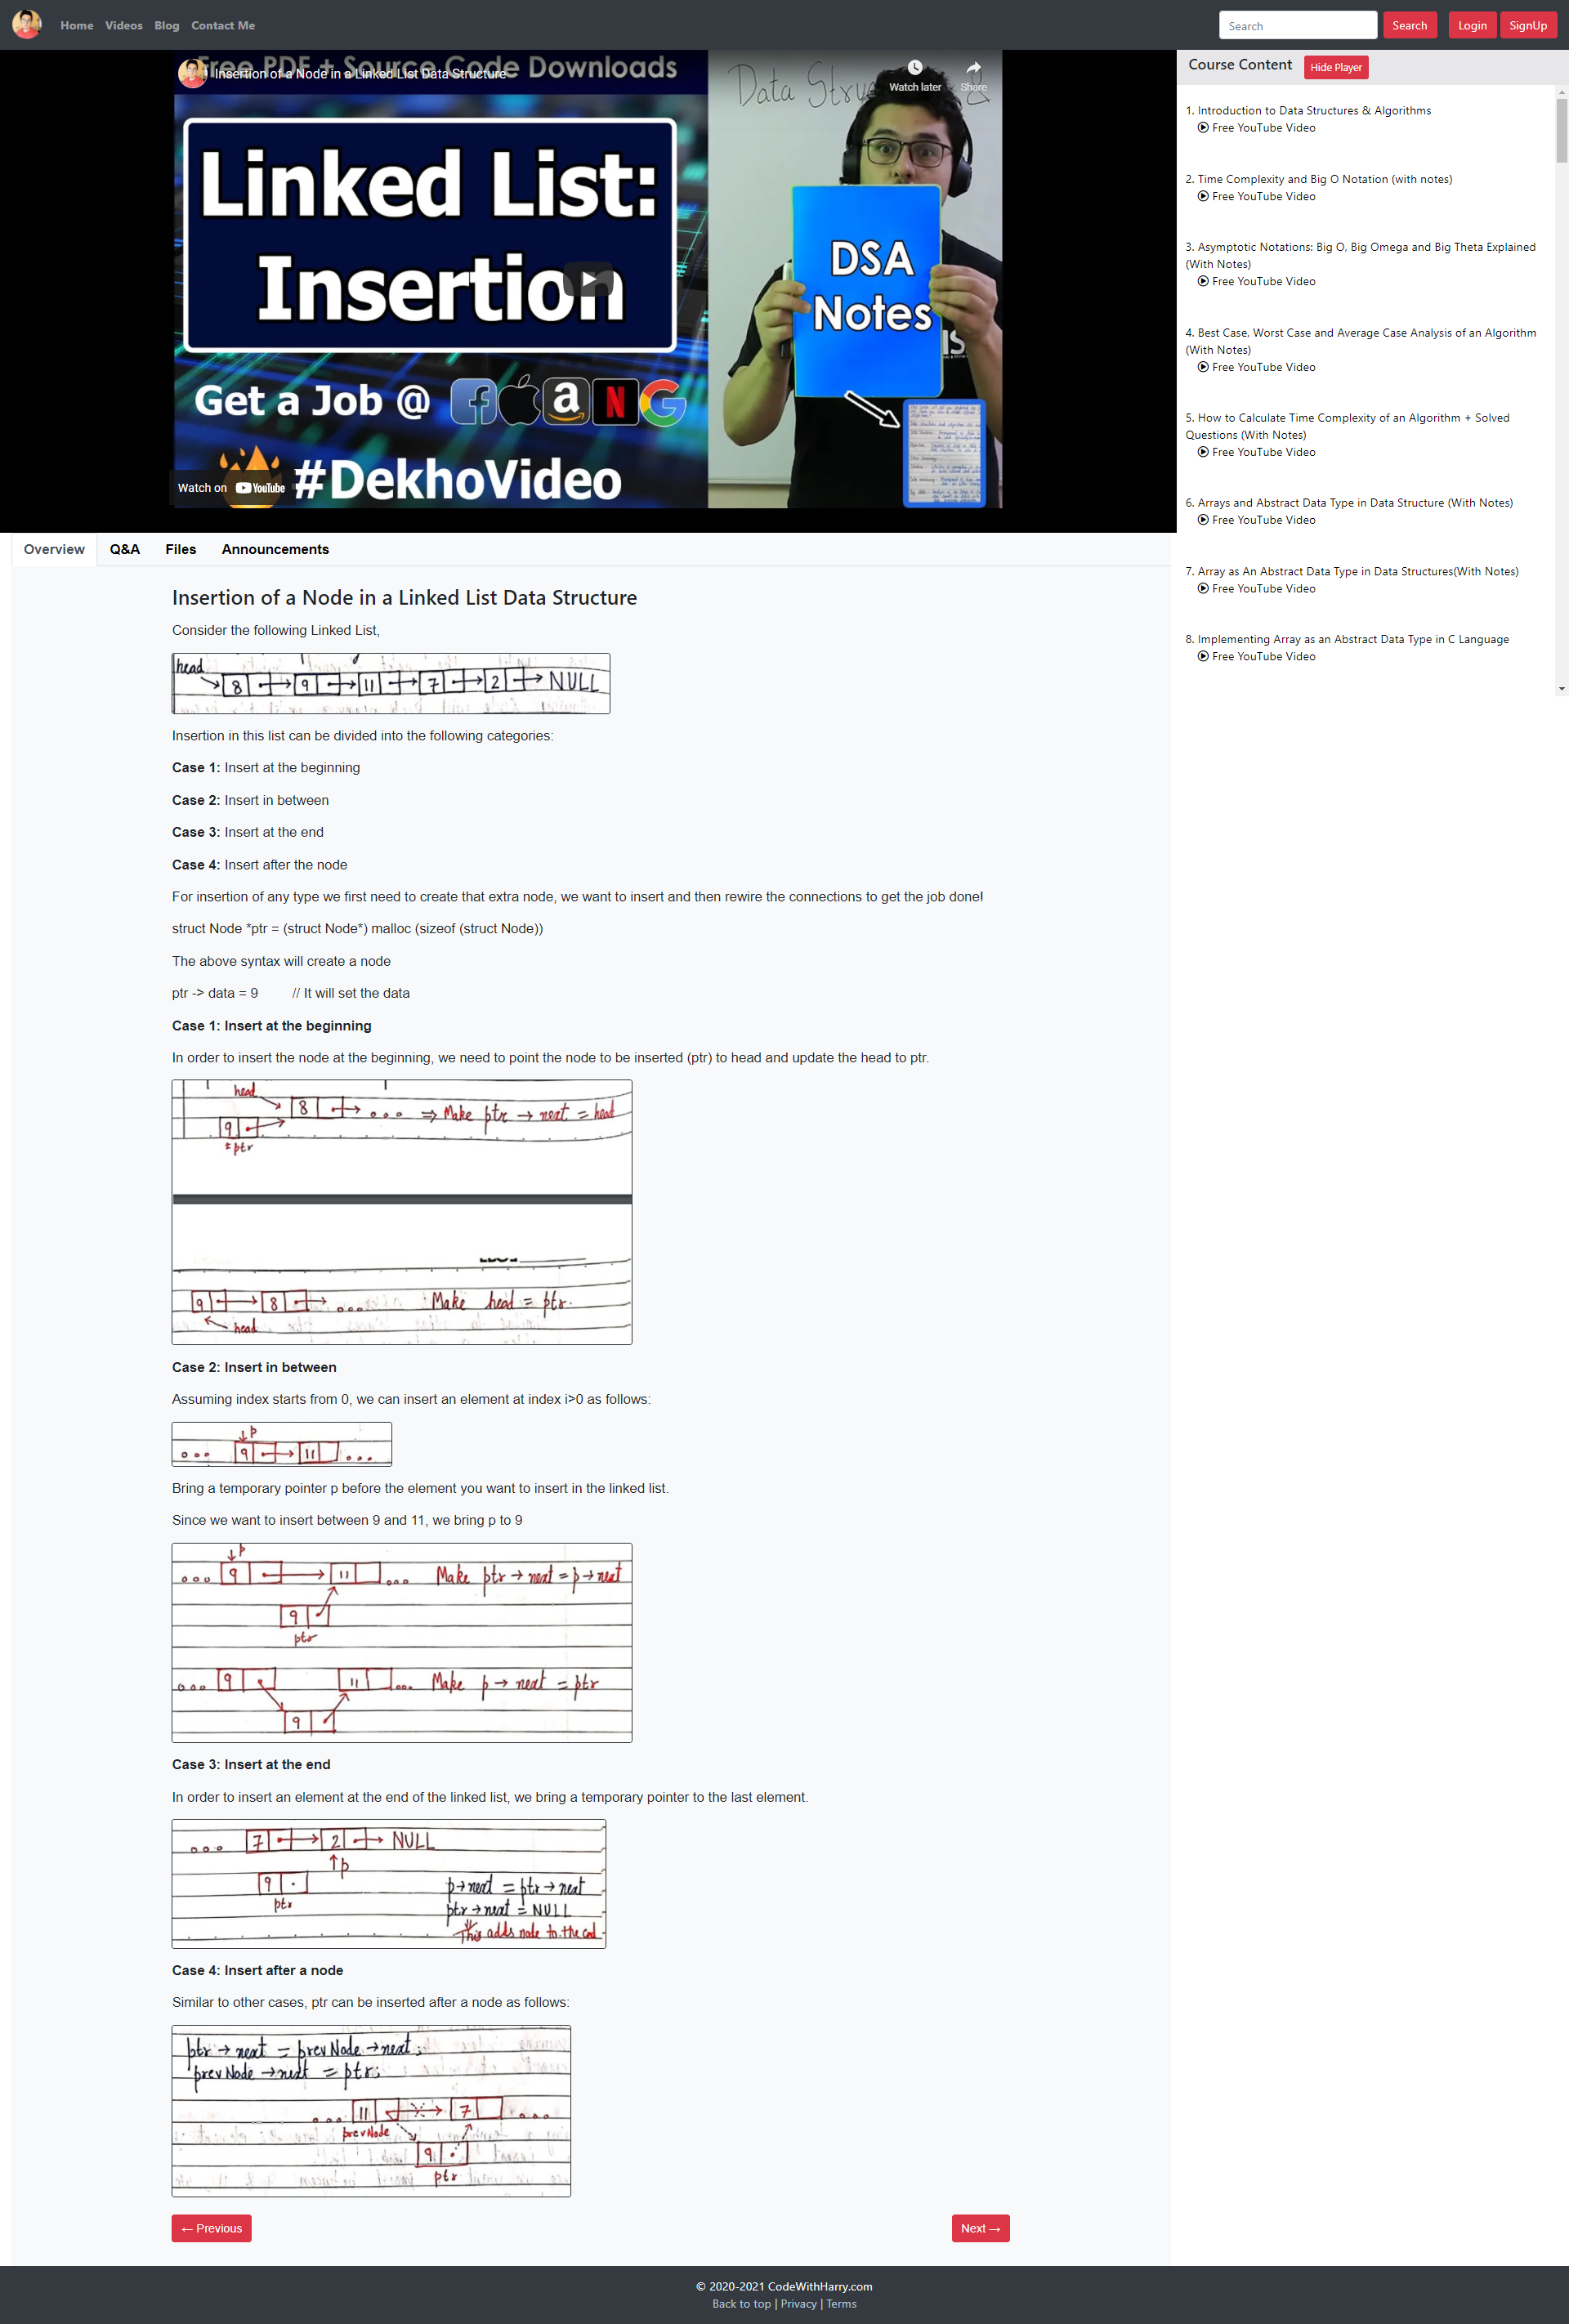 Home Videos Blog Contact Me
Search Search Login SignUp
Free PDF + Source Code Downloads
Insertion of a Node in a Linked List Data Structure
Watch later Share
Linked List:
Insertion
Get a Job @
#DekhoVideo
Watch on YouTube
Data Struc &
DSA
Notes
Course Content Hide Player
1. Introduction to Data Structures & Algorithms
Free YouTube Video
2. Time Complexity and Big O Notation (with notes)
Free YouTube Video
3. Asymptotic Notations: Big O, Big Omega and Big Theta Explained
(With Notes)
Free YouTube Video
4. Best Case, Worst Case and Average Case Analysis of an Algorithm
(With Notes)
Free YouTube Video
5. How to Calculate Time Complexity of an Algorithm + Solved
Questions (With Notes)
Free YouTube Video
6. Arrays and Abstract Data Type in Data Structure (With Notes)
Free YouTube Video
7. Array as An Abstract Data Type in Data Structures(With Notes)
Free YouTube Video
8. Implementing Array as an Abstract Data Type in C Language
Free YouTube Video
Overview Q&A Files Announcements
Insertion of a Node in a Linked List Data Structure
Consider the following Linked List,
head
8 → 9 → 11 → 7 → 2 → NULL
Insertion in this list can be divided into the following categories:
Case 1: Insert at the beginning
Case 2: Insert in between
Case 3: Insert at the end
Case 4: Insert after the node
For insertion of any type we first need to create that extra node, we want to insert and then rewire the connections to get the job done!
struct Node *ptr = (struct Node*) malloc (sizeof (struct Node))
The above syntax will create a node
ptr -> data = 9 // It will set the data
Case 1: Insert at the beginning
In order to insert the node at the beginning, we need to point the node to be inserted (ptr) to head and update the head to ptr.
head
8 → ... ⇒ Make ptr → next = head
9
ptr
9 → 8 → ... Make head = ptr.
head
Case 2: Insert in between
Assuming index starts from 0, we can insert an element at index i>0 as follows:
↓p
... 9 → 11 ...
Bring a temporary pointer p before the element you want to insert in the linked list.
Since we want to insert between 9 and 11, we bring p to 9
↓p
... 9 → 11 ... Make ptr → next = p → next
9
ptr
... 9 11 ... Make p → next = ptr
9
Case 3: Insert at the end
In order to insert an element at the end of the linked list, we bring a temporary pointer to the last element.
... 7 → 2 → NULL
↑p
9
ptr
p → next = ptr → next
ptr → next = NULL
This adds node to the end
Case 4: Insert after a node
Similar to other cases, ptr can be inserted after a node as follows:
ptr → next = prevNode → next;
prevNode → next = ptr;
... 11 → 7 ...
prevNode
9
ptr
← Previous Next →
© 2020-2021 CodeWithHarry.com
Back to top | Privacy | Terms